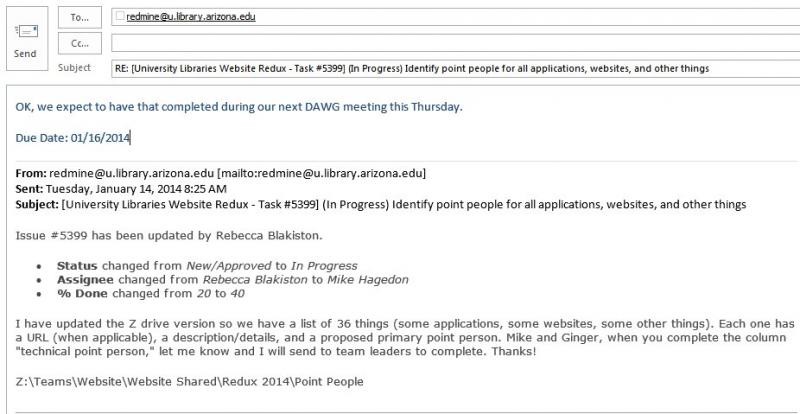 Send
To...
redmine@u.library.arizona.edu
Cc...
Subject
RE: [University Libraries Website Redux - Task #5399] (In Progress) Identify point people for all applications, websites, and other things
OK, we expect to have that completed during our next DAWG meeting this Thursday.
Due Date: 01/16/2014
From: redmine@u.library.arizona.edu [mailto:redmine@u.library.arizona.edu]
Sent: Tuesday, January 14, 2014 8:25 AM
Subject: [University Libraries Website Redux - Task #5399] (In Progress) Identify point people for all applications, websites, and other things
Issue #5399 has been updated by Rebecca Blakiston.
• Status changed from New/Approved to In Progress
• Assignee changed from Rebecca Blakiston to Mike Hagedon
• % Done changed from 20 to 40
I have updated the Z drive version so we have a list of 36 things (some applications, some websites, some other things). Each one has
a URL (when applicable), a description/details, and a proposed primary point person. Mike and Ginger, when you complete the column
"technical point person," let me know and I will send to team leaders to complete. Thanks!
Z:\Teams\Website\Website Shared\Redux 2014\Point People